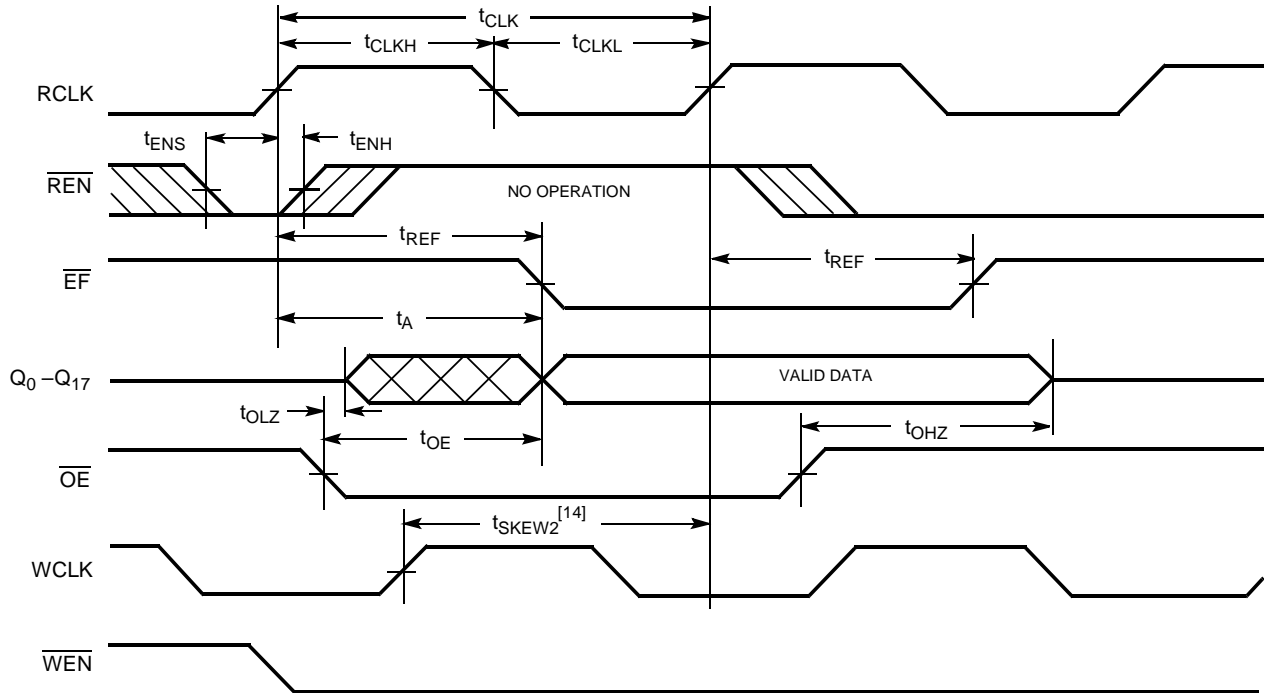 tCLK
tCLKH tCLKL
RCLK
tENS tENH
REN
NO OPERATION
tREF
tREF
EF
tA
Q0 –Q17
VALID DATA
tOLZ
tOE
tOHZ
OE
tSKEW2[14]
WCLK
WEN